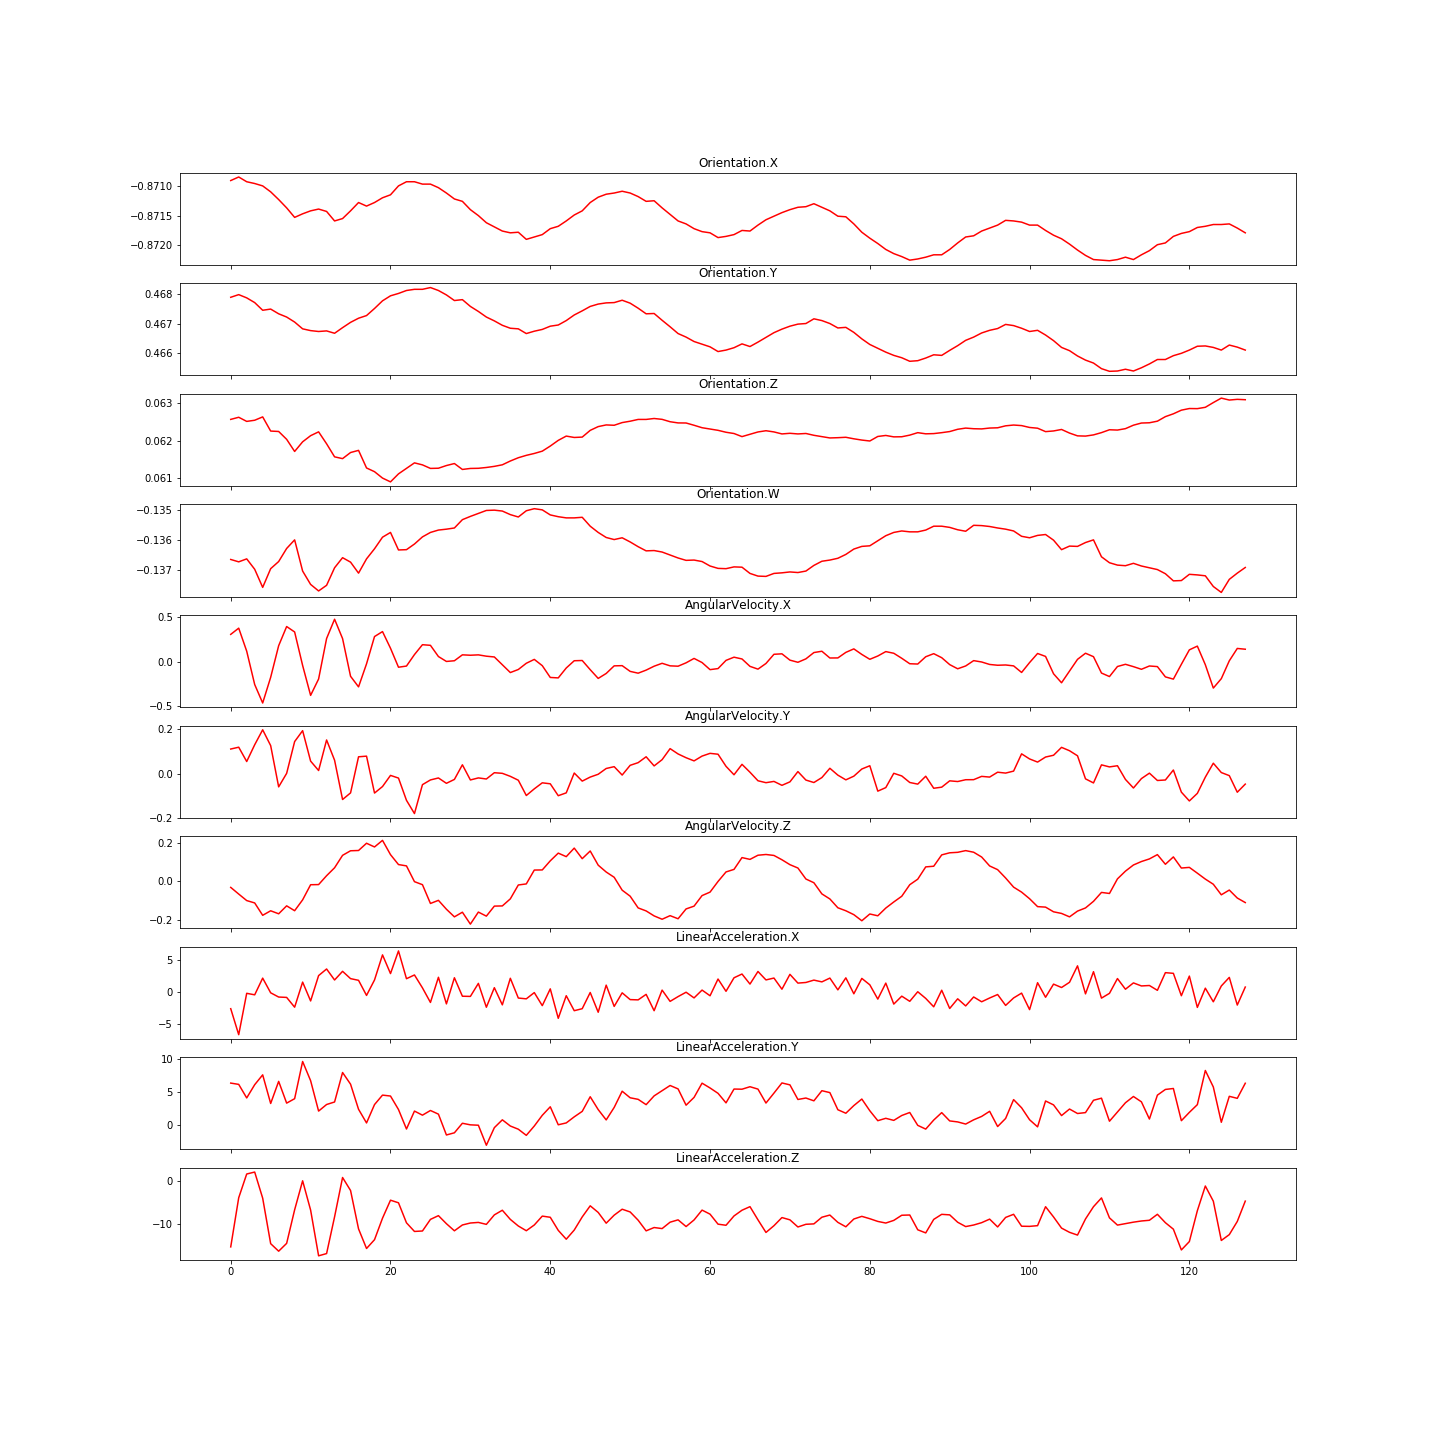 Orientation.X
−0.8710
−0.8715
−0.8720
Orientation.Y
0.468
0.467
0.466
Orientation.Z
0.063
0.062
0.061
Orientation.W
−0.135
−0.136
−0.137
AngularVelocity.X
0.5
0.0
−0.5
AngularVelocity.Y
0.2
0.0
−0.2
AngularVelocity.Z
0.2
0.0
−0.2
LinearAcceleration.X
5
0
−5
LinearAcceleration.Y
10
5
0
LinearAcceleration.Z
0
−10
0 20 40 60 80 100 120